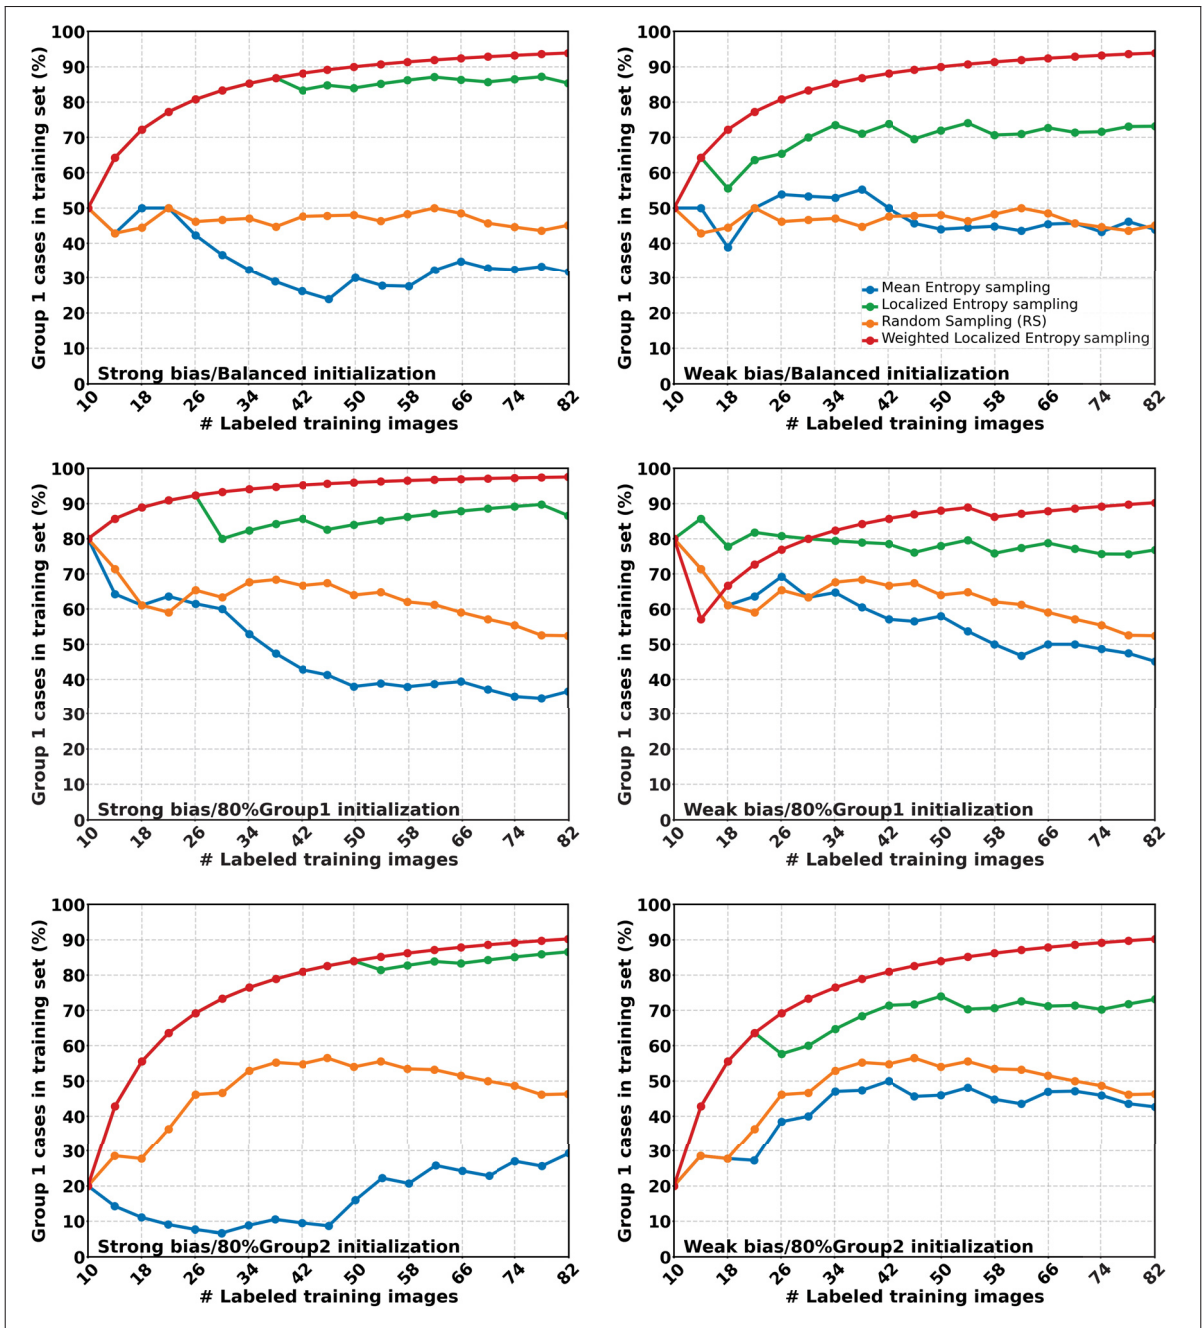 100
90
80
70
60
50
40
30
20
10
0
Group 1 cases in training set (%)
Strong bias/Balanced initialization
10 18 26 34 42 50 58 66 74 82
# Labeled training images
100
90
80
70
60
50
40
30
20
10
0
Group 1 cases in training set (%)
Mean Entropy sampling
Localized Entropy sampling
Random Sampling (RS)
Weighted Localized Entropy sampling
Weak bias/Balanced initialization
10 18 26 34 42 50 58 66 74 82
# Labeled training images
100
90
80
70
60
50
40
30
20
10
0
Group 1 cases in training set (%)
Strong bias/80%Group1 initialization
10 18 26 34 42 50 58 66 74 82
# Labeled training images
100
90
80
70
60
50
40
30
20
10
0
Group 1 cases in training set (%)
Weak bias/80%Group1 initialization
10 18 26 34 42 50 58 66 74 82
# Labeled training images
100
90
80
70
60
50
40
30
20
10
0
Group 1 cases in training set (%)
Strong bias/80%Group2 initialization
10 18 26 34 42 50 58 66 74 82
# Labeled training images
100
90
80
70
60
50
40
30
20
10
0
Group 1 cases in training set (%)
Weak bias/80%Group2 initialization
10 18 26 34 42 50 58 66 74 82
# Labeled training images